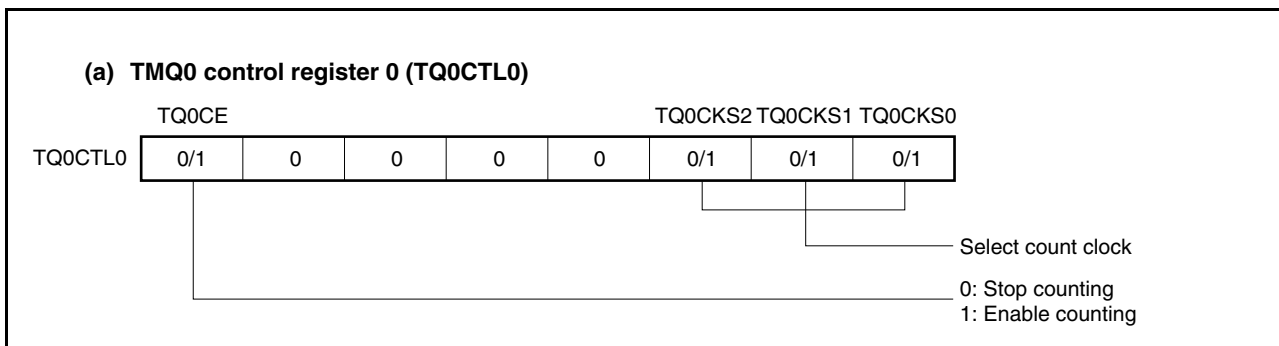 (a) TMQ0 control register 0 (TQ0CTL0)
TQ0CE TQ0CKS2 TQ0CKS1 TQ0CKS0
TQ0CTL0 0/1 0 0 0 0 0/1 0/1 0/1
Select count clock
0: Stop counting
1: Enable counting